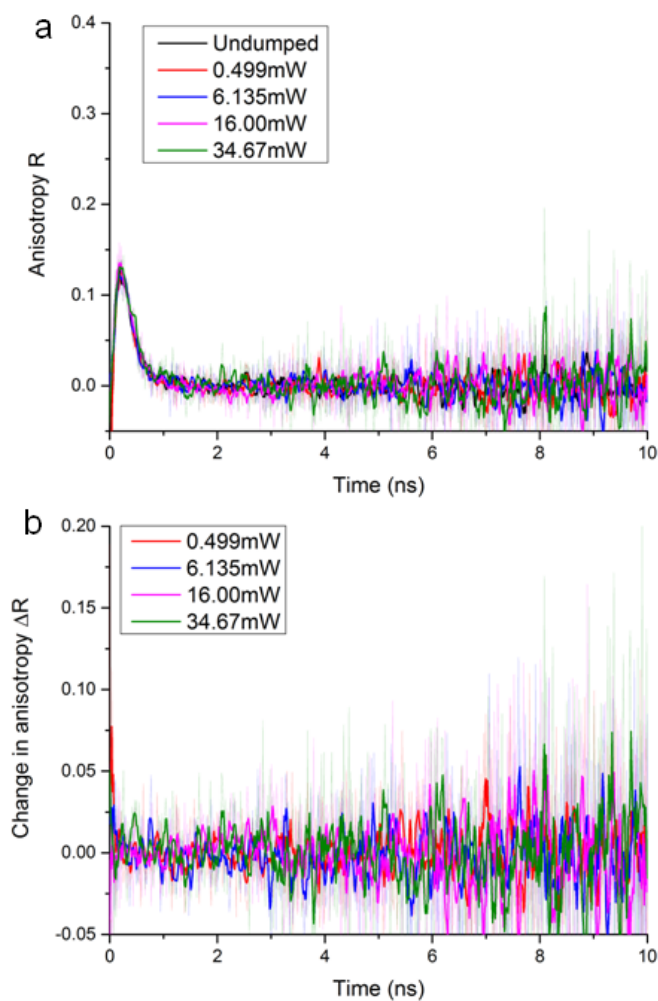 a
0.4
0.3
0.2
0.1
0.0
Anisotropy R
Undumped
0.499mW
6.135mW
16.00mW
34.67mW
0 2 4 6 8 10
Time (ns)
b
0.20
0.15
0.10
0.05
0.00
-0.05
Change in anisotropy ΔR
0.499mW
6.135mW
16.00mW
34.67mW
0 2 4 6 8 10
Time (ns)